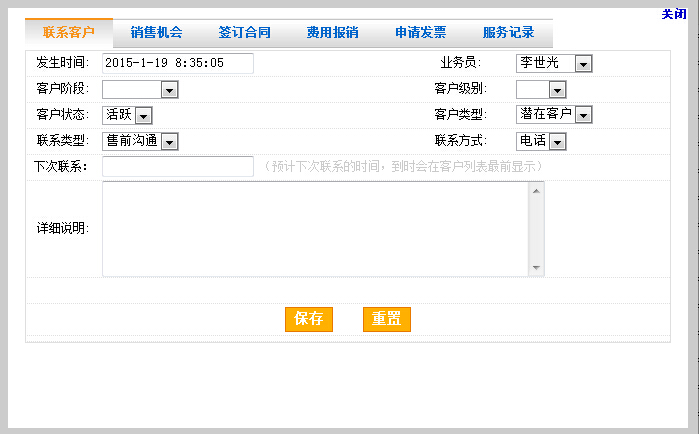 关闭
联系客户 销售机会 签订合同 费用报销 申请发票 服务记录
发生时间: 2015-1-19 8:35:05 业务员: 李世光
客户阶段: 客户级别:
客户状态: 活跃 客户类型: 潜在客户
联系类型: 售前沟通 联系方式: 电话
下次联系: (预计下次联系的时间，到时会在客户列表最前显示)
详细说明:
保存 重置